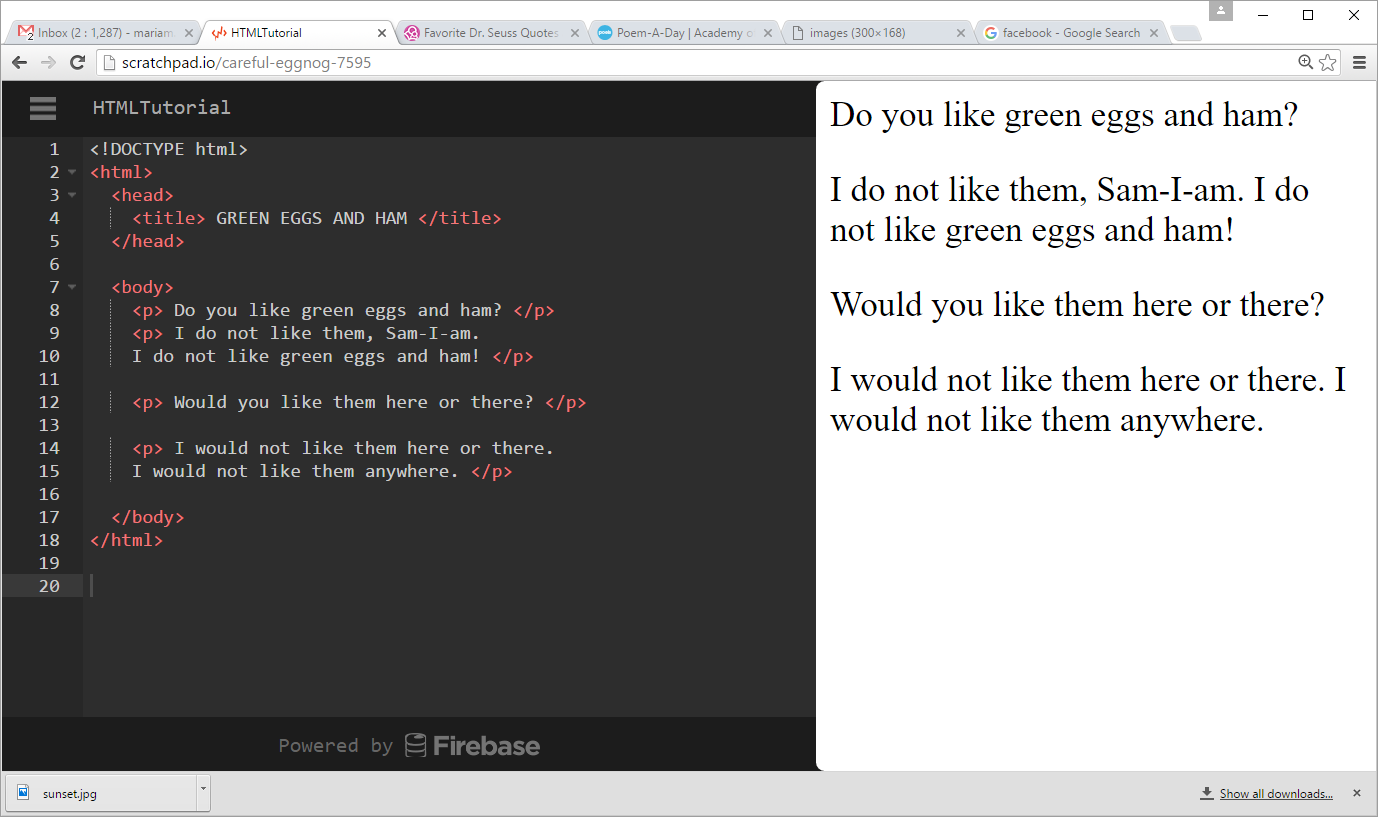 Inbox (2 : 1,287) - mariam
HTMLTutorial
Favorite Dr. Seuss Quotes
Poem-A-Day | Academy o
images (300×168)
facebook - Google Search
scratchpad.io/careful-eggnog-7595
HTMLTutorial
1 <!DOCTYPE html>
2 <html>
3 <head>
4 <title> GREEN EGGS AND HAM </title>
5 </head>
6
7 <body>
8 <p> Do you like green eggs and ham? </p>
9 <p> I do not like them, Sam-I-am.
10 I do not like green eggs and ham! </p>
11
12 <p> Would you like them here or there? </p>
13
14 <p> I would not like them here or there.
15 I would not like them anywhere. </p>
16
17 </body>
18 </html>
19
20
Powered by Firebase
Do you like green eggs and ham?
I do not like them, Sam-I-am. I do
not like green eggs and ham!
Would you like them here or there?
I would not like them here or there. I
would not like them anywhere.
sunset.jpg
Show all downloads...